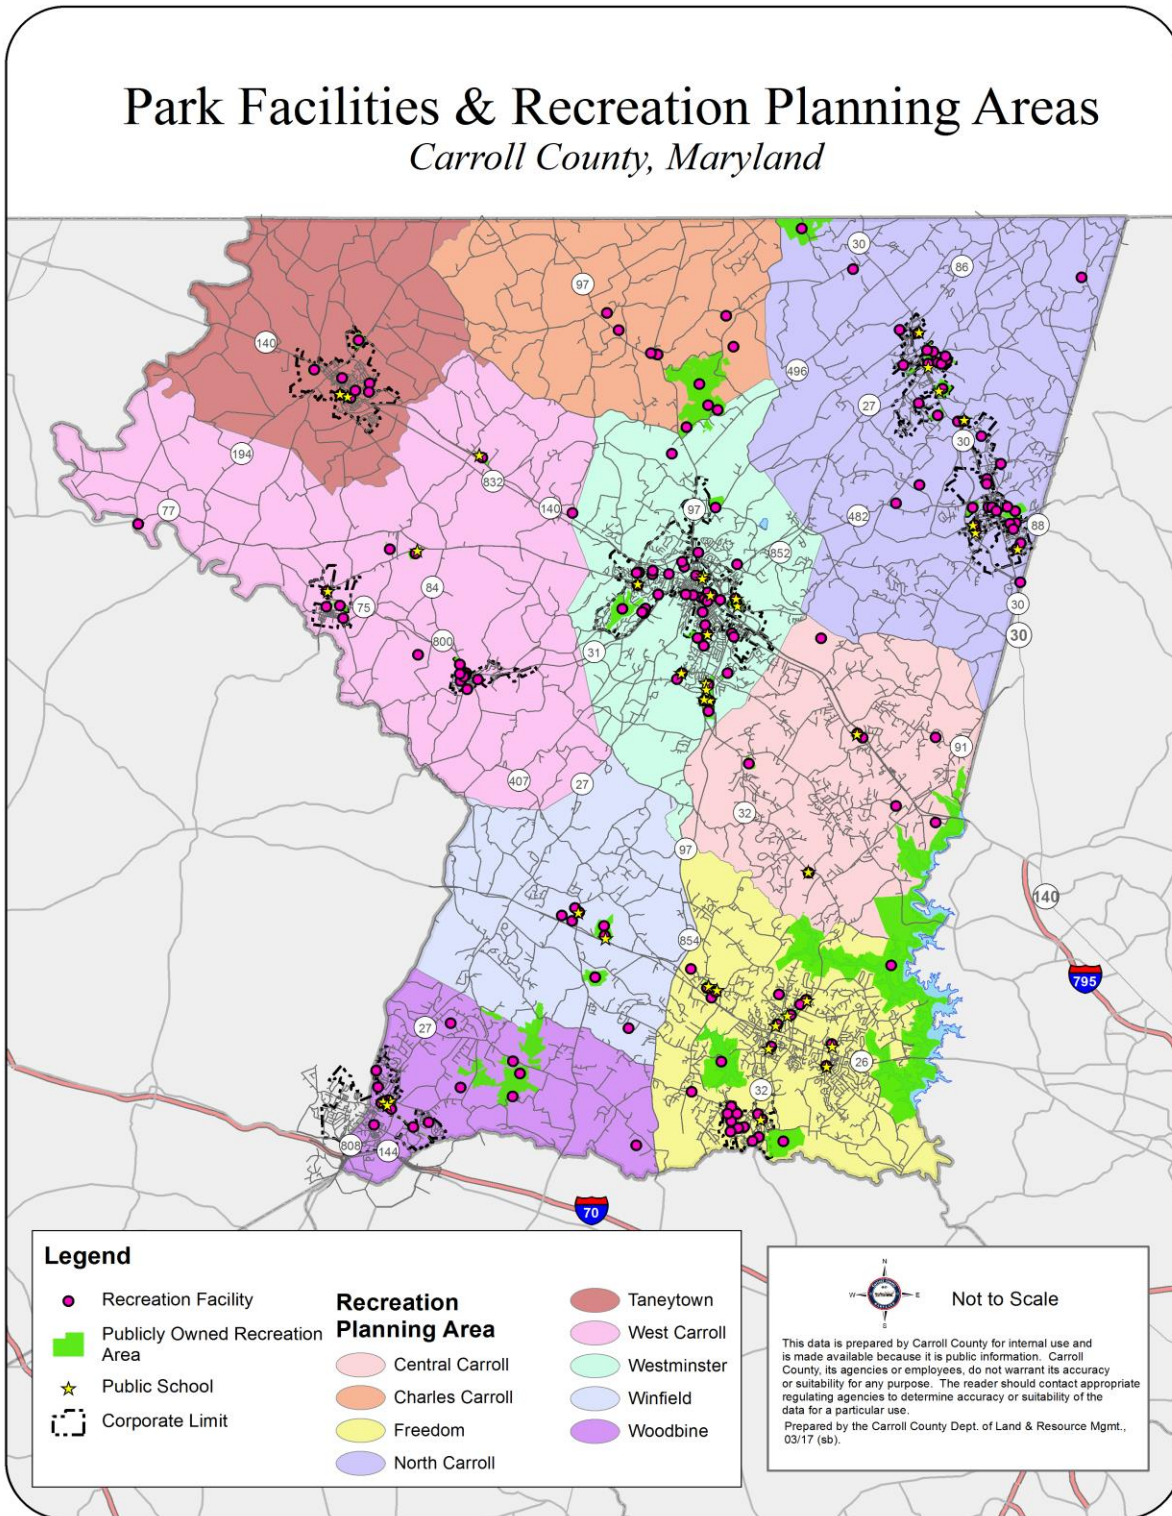 Park Facilities & Recreation Planning Areas
Carroll County, Maryland
30
86
97
140
496
27
30
194
832
77
140
97
482
88
852
84
75
30
800
31
30
91
407
27
32
97
140
854
795
27
26
32
808
144
70
Legend
Recreation Facility
Publicly Owned Recreation
Area
Public School
Corporate Limit
Recreation
Planning Area
Central Carroll
Charles Carroll
Freedom
North Carroll
Taneytown
West Carroll
Westminster
Winfield
Woodbine
N
W
E
S
Not to Scale
This data is prepared by Carroll County for internal use and
is made available because it is public information. Carroll
County, its agencies or employees, do not warrant its accuracy
or suitability for any purpose. The reader should contact appropriate
regulating agencies to determine accuracy or suitability of the
data for a particular use.
Prepared by the Carroll County Dept. of Land & Resource Mgmt.,
03/17 (sb).